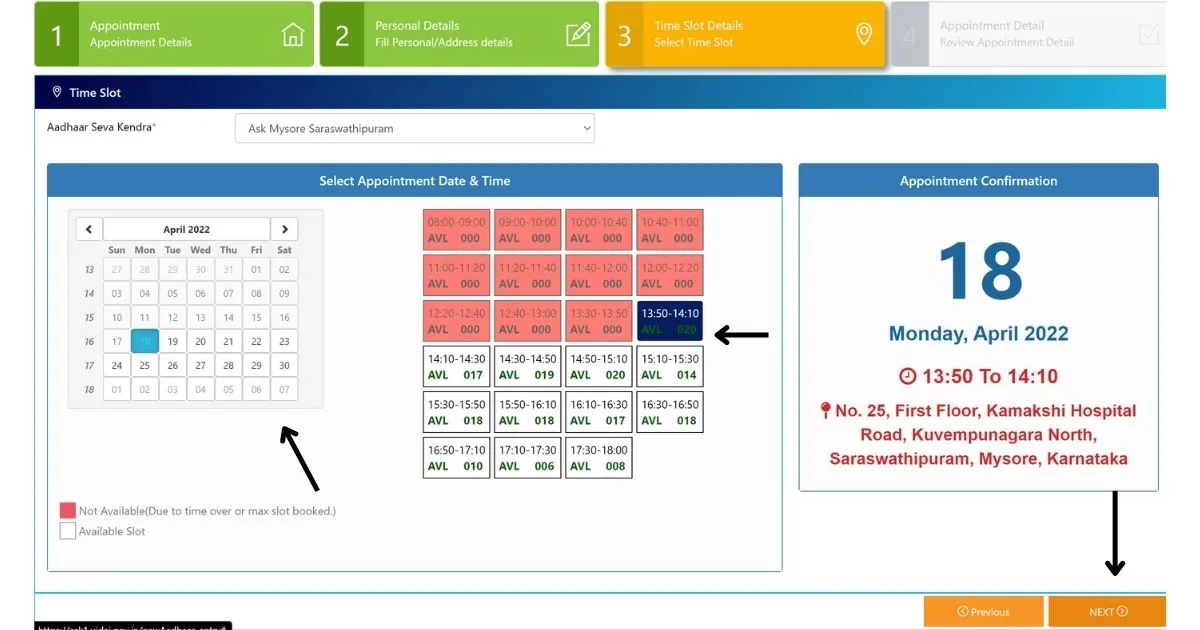 1
Appointment
Appointment Details
2
Personal Details
Fill Personal/Address details
3
Time Slot Details
Select Time Slot
4
Appointment Detail
Review Appointment Detail
Time Slot
Aadhaar Seva Kendra*
Ask Mysore Saraswathipuram
Select Appointment Date & Time
April 2022
Sun Mon Tue Wed Thu Fri Sat
13 27 28 29 30 31 01 02
14 03 04 05 06 07 08 09
15 10 11 12 13 14 15 16
16 17 18 19 20 21 22 23
17 24 25 26 27 28 29 30
18 01 02 03 04 05 06 07
08:00-09:00 09:00-10:00 10:00-10:40 10:40-11:00
AVL 000 AVL 000 AVL 000 AVL 000
11:00-11:20 11:20-11:40 11:40-12:00 12:00-12:20
AVL 000 AVL 000 AVL 000 AVL 000
12:20-12:40 12:40-13:00 13:30-13:50 13:50-14:10
AVL 000 AVL 000 AVL 000 AVL 020
14:10-14:30 14:30-14:50 14:50-15:10 15:10-15:30
AVL 017 AVL 019 AVL 020 AVL 014
15:30-15:50 15:50-16:10 16:10-16:30 16:30-16:50
AVL 018 AVL 018 AVL 017 AVL 018
16:50-17:10 17:10-17:30 17:30-18:00
AVL 010 AVL 006 AVL 008
Not Available(Due to time over or max slot booked.)
Available Slot
Appointment Confirmation
18
Monday, April 2022
13:50 To 14:10
No. 25, First Floor, Kamakshi Hospital
Road, Kuvempunagara North,
Saraswathipuram, Mysore, Karnataka
Previous
NEXT